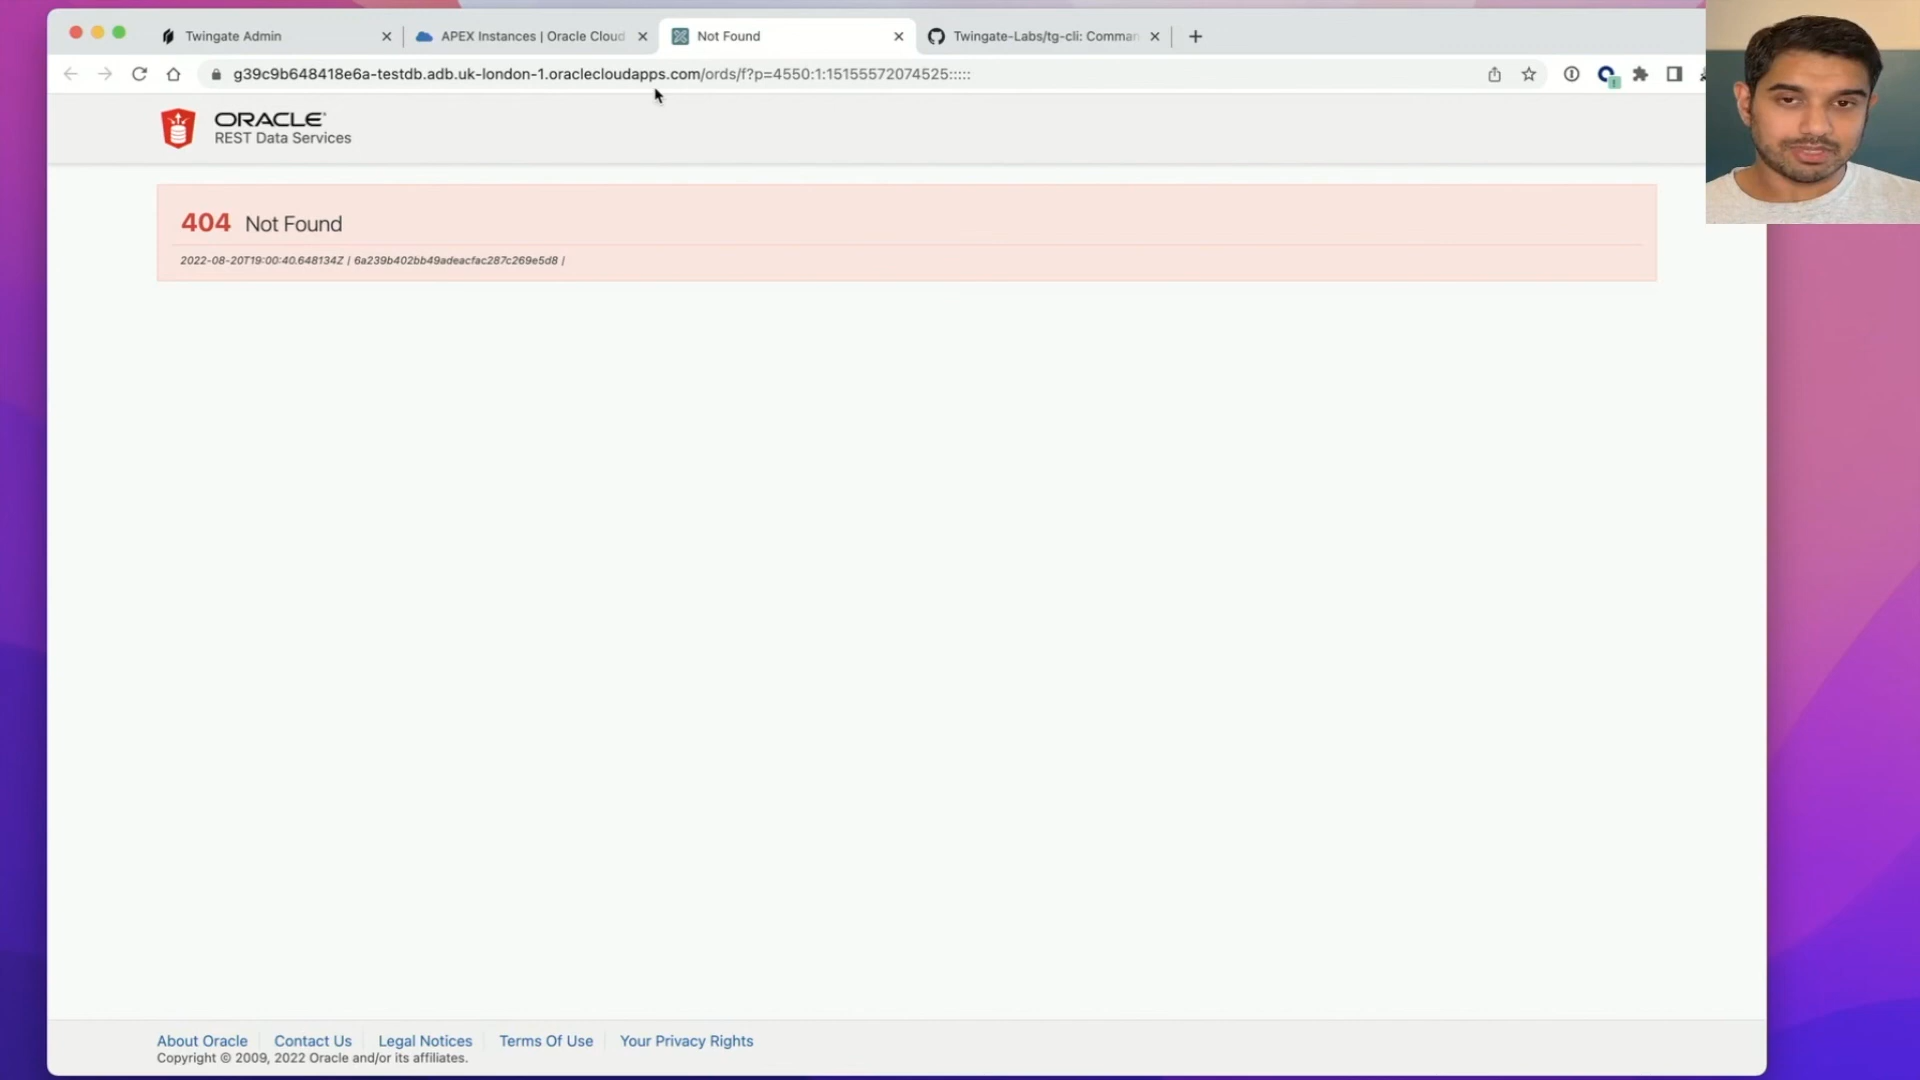 Twingate Admin
APEX Instances | Oracle Cloud
Not Found
Twingate-Labs/tg-cli: Comman
g39c9b648418e6a-testdb.adb.uk-london-1.oraclecloudapps.com/ords/f?p=4550:1:15155572074525:::::
ORACLE
REST Data Services
404 Not Found
2022-08-20T19:00:40.648134Z | 6a239b402bb49adeacfac287c269e5d8 |
About Oracle
Contact Us
Legal Notices
Terms Of Use
Your Privacy Rights
Copyright © 2009, 2022 Oracle and/or its affiliates.